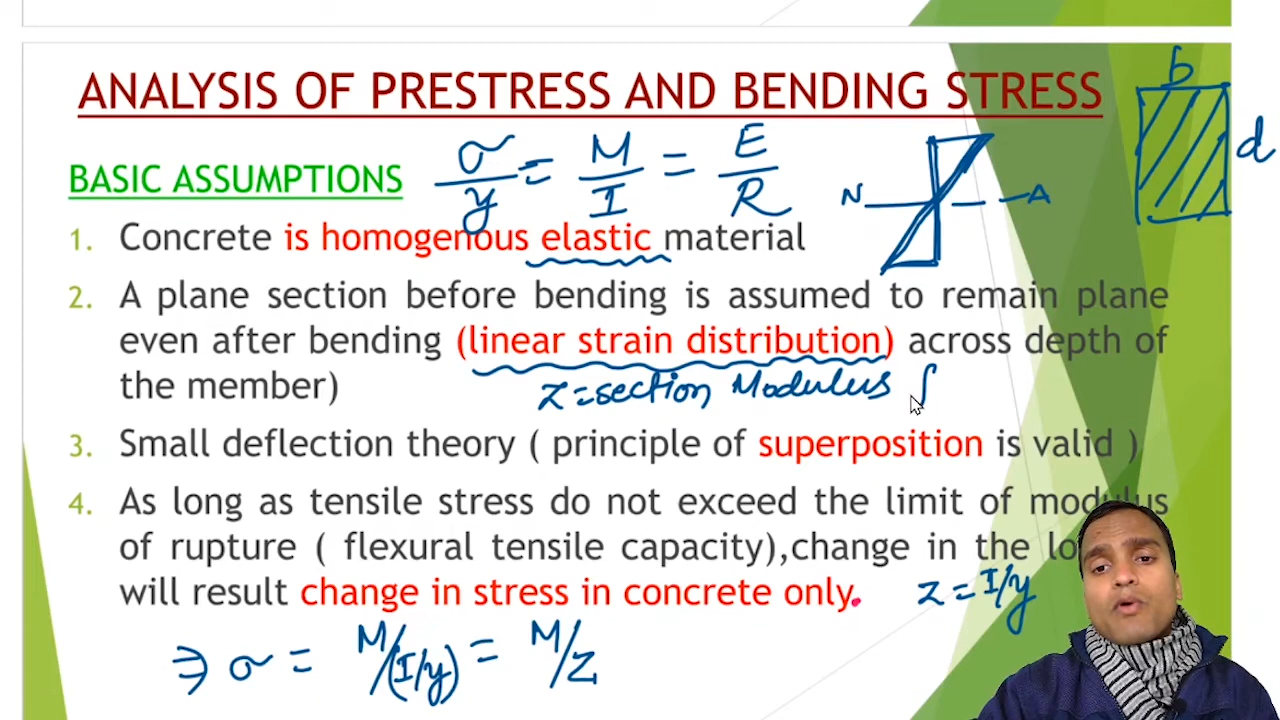 ANALYSIS OF PRESTRESS AND BENDING STRESS
b
d
BASIC ASSUMPTIONS
σ/y = M/I = E/R
N A
1. Concrete is homogenous elastic material
2. A plane section before bending is assumed to remain plane
even after bending (linear strain distribution) across depth of
the member)
Z = section Modulus
3. Small deflection theory ( principle of superposition is valid )
4. As long as tensile stress do not exceed the limit of modulus
of rupture ( flexural tensile capacity),change in the
will result change in stress in concrete only.
Z = I/y
⇒ σ = M/(I/y) = M/Z